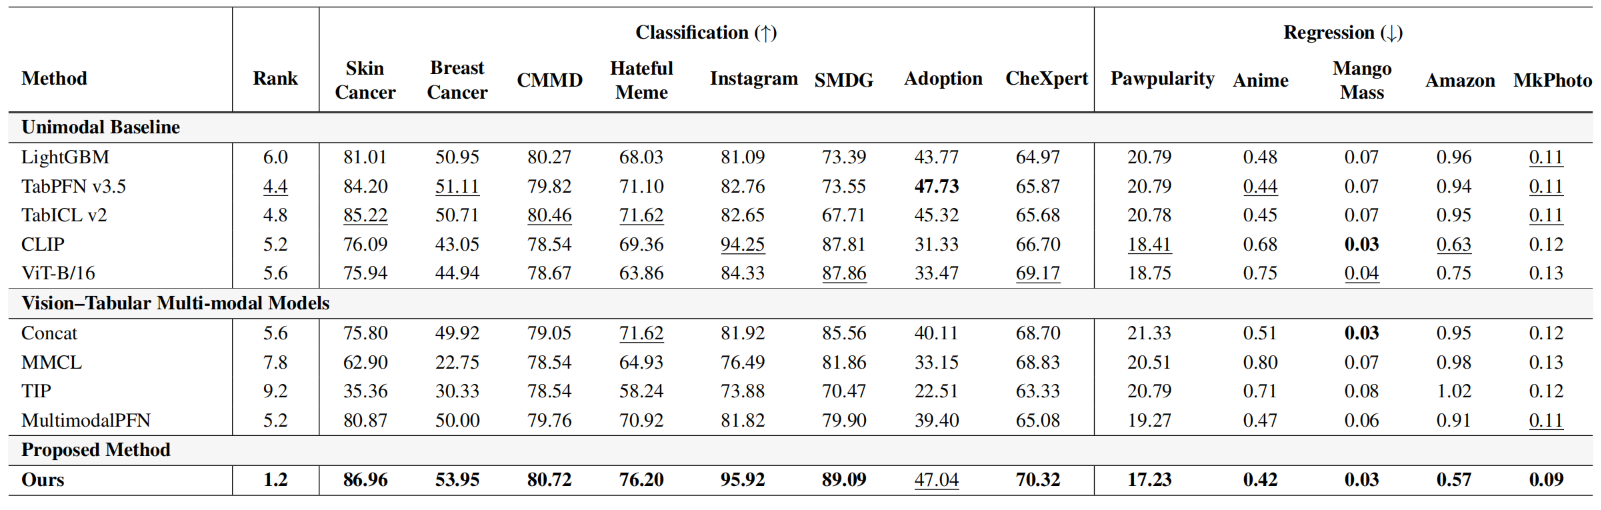 Classification (↑) Regression (↓)
Method Rank Skin Cancer Breast Cancer CMMD Hateful Meme Instagram SMDG Adoption CheXpert Pawpularity Anime Mango Mass Amazon MkPhoto
Unimodal Baseline
LightGBM 6.0 81.01 50.95 80.27 68.03 81.09 73.39 43.77 64.97 20.79 0.48 0.07 0.96 0.11
TabPFN v3.5 4.4 84.20 51.11 79.82 71.10 82.76 73.55 47.73 65.87 20.79 0.44 0.07 0.94 0.11
TabICL v2 4.8 85.22 50.71 80.46 71.62 82.65 67.71 45.32 65.68 20.78 0.45 0.07 0.95 0.11
CLIP 5.2 76.09 43.05 78.54 69.36 94.25 87.81 31.33 66.70 18.41 0.68 0.03 0.63 0.12
ViT-B/16 5.6 75.94 44.94 78.67 63.86 84.33 87.86 33.47 69.17 18.75 0.75 0.04 0.75 0.13
Vision–Tabular Multi-modal Models
Concat 5.6 75.80 49.92 79.05 71.62 81.92 85.56 40.11 68.70 21.33 0.51 0.03 0.95 0.12
MMCL 7.8 62.90 22.75 78.54 64.93 76.49 81.86 33.15 68.83 20.51 0.80 0.07 0.98 0.13
TIP 9.2 35.36 30.33 78.54 58.24 73.88 70.47 22.51 63.33 20.79 0.71 0.08 1.02 0.12
MultimodalPFN 5.2 80.87 50.00 79.76 70.92 81.82 79.90 39.40 65.08 19.27 0.47 0.06 0.91 0.11
Proposed Method
Ours 1.2 86.96 53.95 80.72 76.20 95.92 89.09 47.04 70.32 17.23 0.42 0.03 0.57 0.09